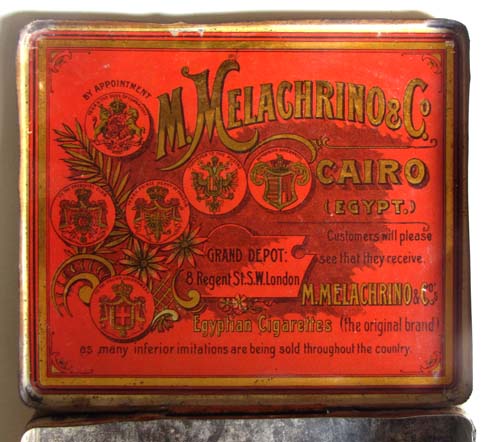 BY APPOINTMENT
M. MELACHRINO & Co.
CAIRO
(EGYPT.)
Customers will please
see that they receive.
GRAND DEPOT:
8 Regent St. S.W. London
M. MELACHRINO & Co's.
Egyptian Cigarettes (the original brand)
as many inferior imitations are being sold throughout the country.